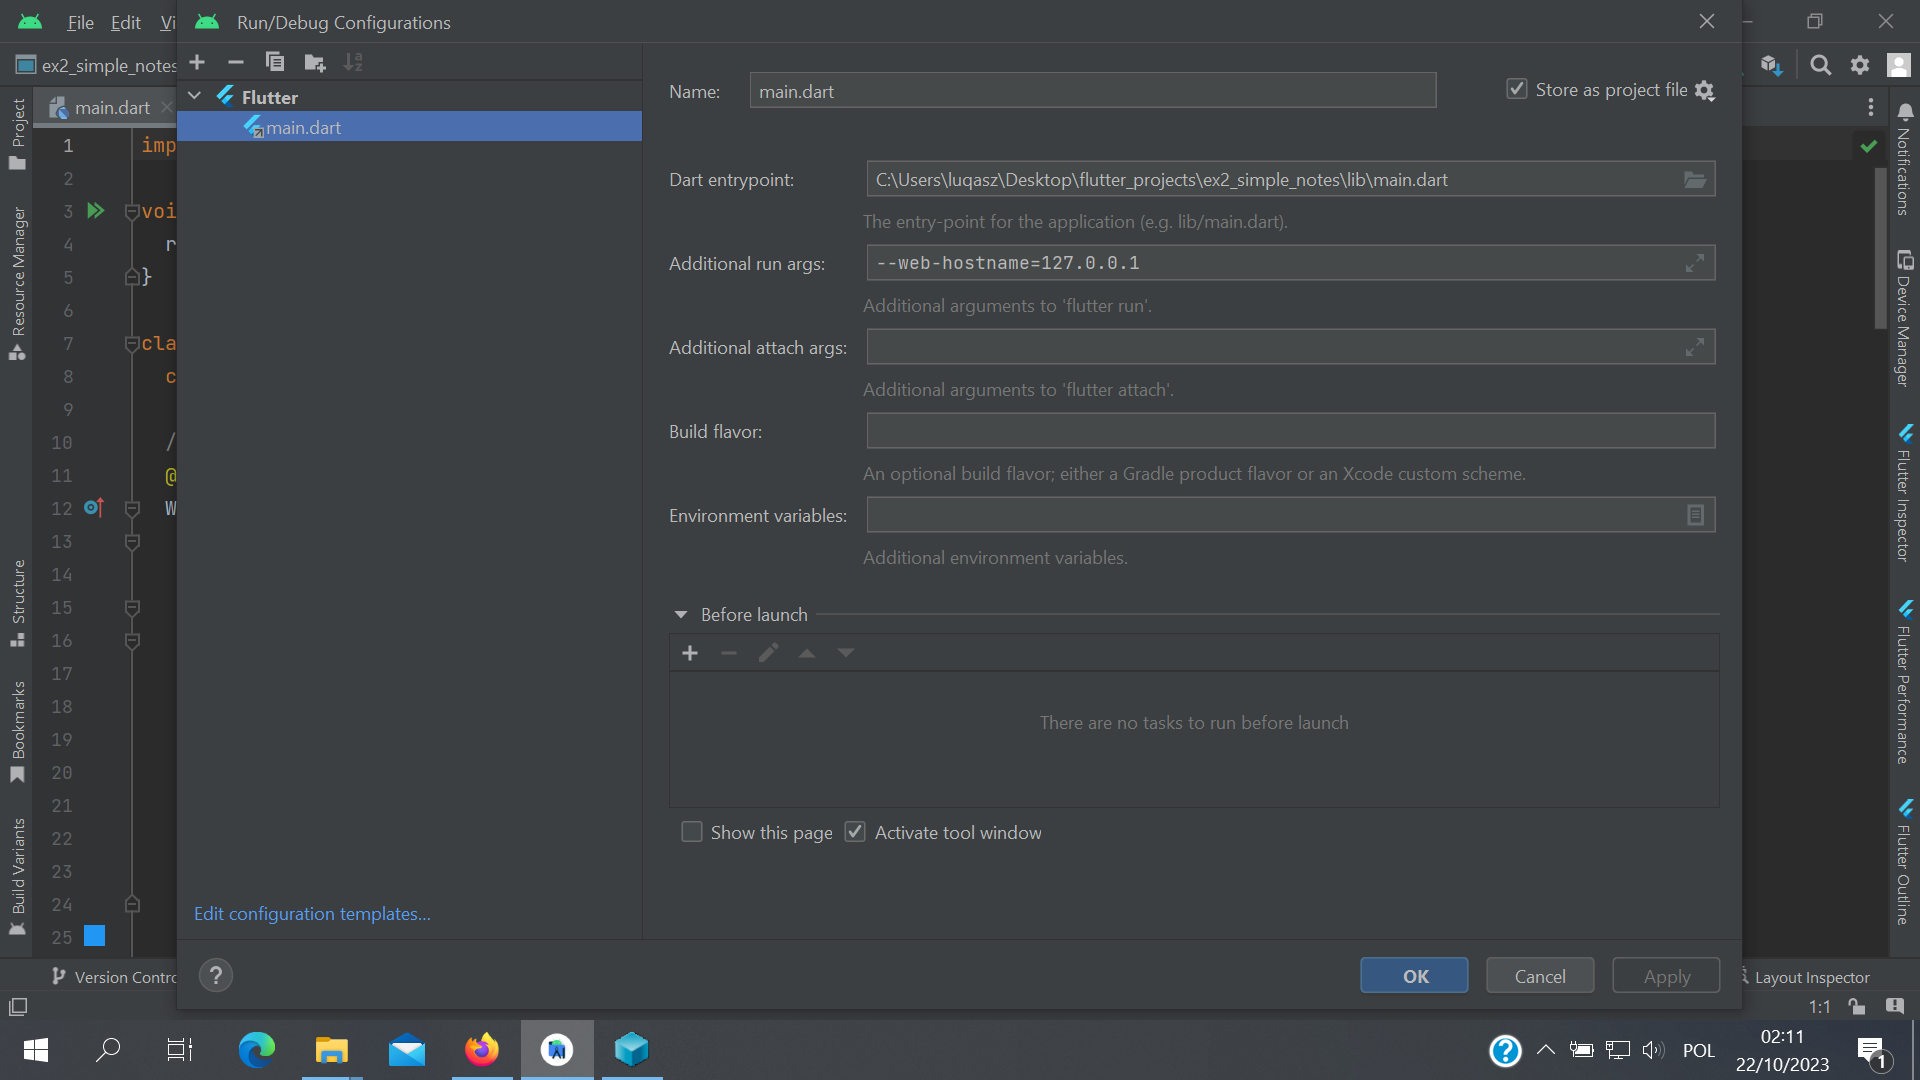 File Edit Vi
Run/Debug Configurations
ex2_simple_notes
main.dart
Flutter
main.dart
Name: main.dart
Store as project file
Dart entrypoint: C:\Users\luqasz\Desktop\flutter_projects\ex2_simple_notes\lib\main.dart
The entry-point for the application (e.g. lib/main.dart).
Additional run args: --web-hostname=127.0.0.1
Additional arguments to 'flutter run'.
Additional attach args:
Additional arguments to 'flutter attach'.
Build flavor:
An optional build flavor; either a Gradle product flavor or an Xcode custom scheme.
Environment variables:
Additional environment variables.
Before launch
There are no tasks to run before launch
Show this page Activate tool window
Edit configuration templates...
?
OK Cancel Apply
1 imp
2
3 voi
4 r
5 }
6
7 cla
8 c
9
10 /
11 @
12 W
13
14
15
16
17
18
19
20
21
22
23
24
25
Project
Resource Manager
Structure
Bookmarks
Build Variants
Notifications
Device Manager
Flutter Inspector
Flutter Performance
Flutter Outline
Version Contro
Layout Inspector
1:1
POL
02:11
22/10/2023
1